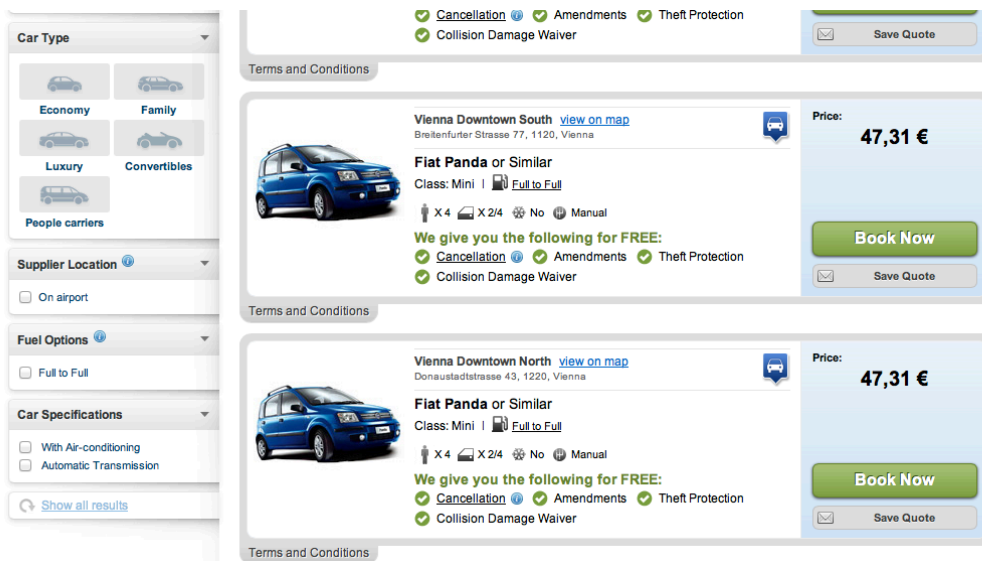 Car Type
Economy
Family
Luxury
Convertibles
People carriers
Supplier Location
On airport
Fuel Options
Full to Full
Car Specifications
With Air-conditioning
Automatic Transmission
Show all results
Cancellation Amendments Theft Protection
Collision Damage Waiver
Save Quote
Terms and Conditions
Vienna Downtown South view on map
Breitenfurter Strasse 77, 1120, Vienna
Fiat Panda or Similar
Class: Mini | Full to Full
X 4 X 2/4 No Manual
We give you the following for FREE:
Cancellation Amendments Theft Protection
Collision Damage Waiver
Price:
47,31 €
Book Now
Save Quote
Terms and Conditions
Vienna Downtown North view on map
Donaustadtstrasse 43, 1220, Vienna
Fiat Panda or Similar
Class: Mini | Full to Full
X 4 X 2/4 No Manual
We give you the following for FREE:
Cancellation Amendments Theft Protection
Collision Damage Waiver
Price:
47,31 €
Book Now
Save Quote
Terms and Conditions